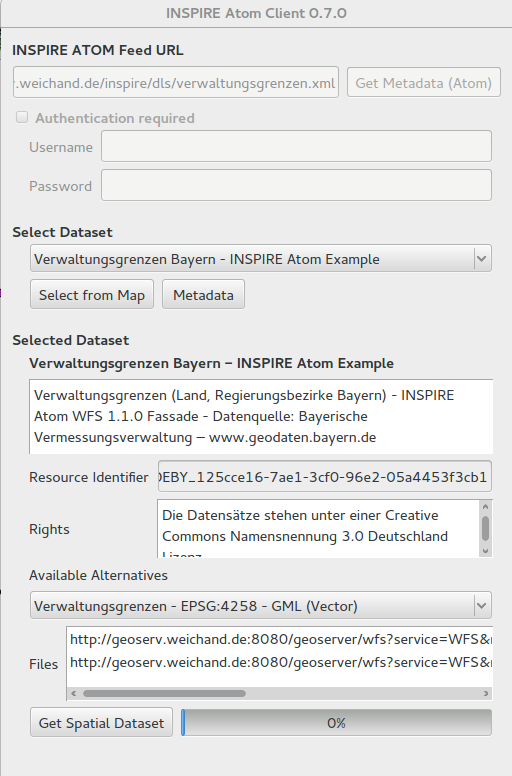 INSPIRE Atom Client 0.7.0
INSPIRE ATOM Feed URL
.weichand.de/inspire/dls/verwaltungsgrenzen.xml Get Metadata (Atom)
Authentication required
Username
Password
Select Dataset
Verwaltungsgrenzen Bayern - INSPIRE Atom Example
Select from Map Metadata
Selected Dataset
Verwaltungsgrenzen Bayern – INSPIRE Atom Example
Verwaltungsgrenzen (Land, Regierungsbezirke Bayern) - INSPIRE
Atom WFS 1.1.0 Fassade - Datenquelle: Bayerische
Vermessungsverwaltung – www.geodaten.bayern.de
Resource Identifier DEBY_125cce16-7ae1-3cf0-96e2-05a4453f3cb1
Rights
Die Datensätze stehen unter einer Creative
Commons Namensnennung 3.0 Deutschland
Lizenz
Available Alternatives
Verwaltungsgrenzen - EPSG:4258 - GML (Vector)
Files
http://geoserv.weichand.de:8080/geoserver/wfs?service=WFS&r
http://geoserv.weichand.de:8080/geoserver/wfs?service=WFS&r
Get Spatial Dataset 0%